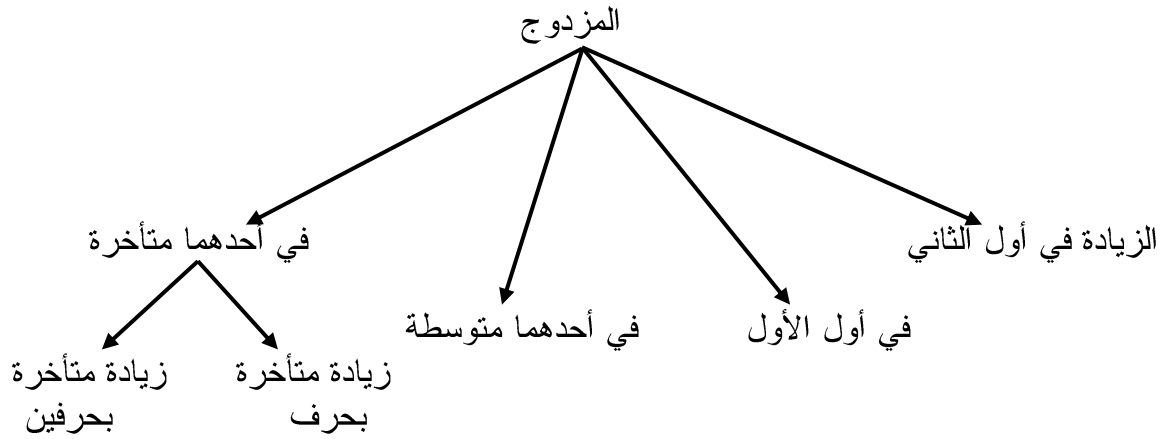 المزدوج
الزيادة في أول الثاني
في أول الأول
في أحدهما متوسطة
في أحدهما متأخرة
زيادة متأخرة
بحرف
زيادة متأخرة
بحرفين